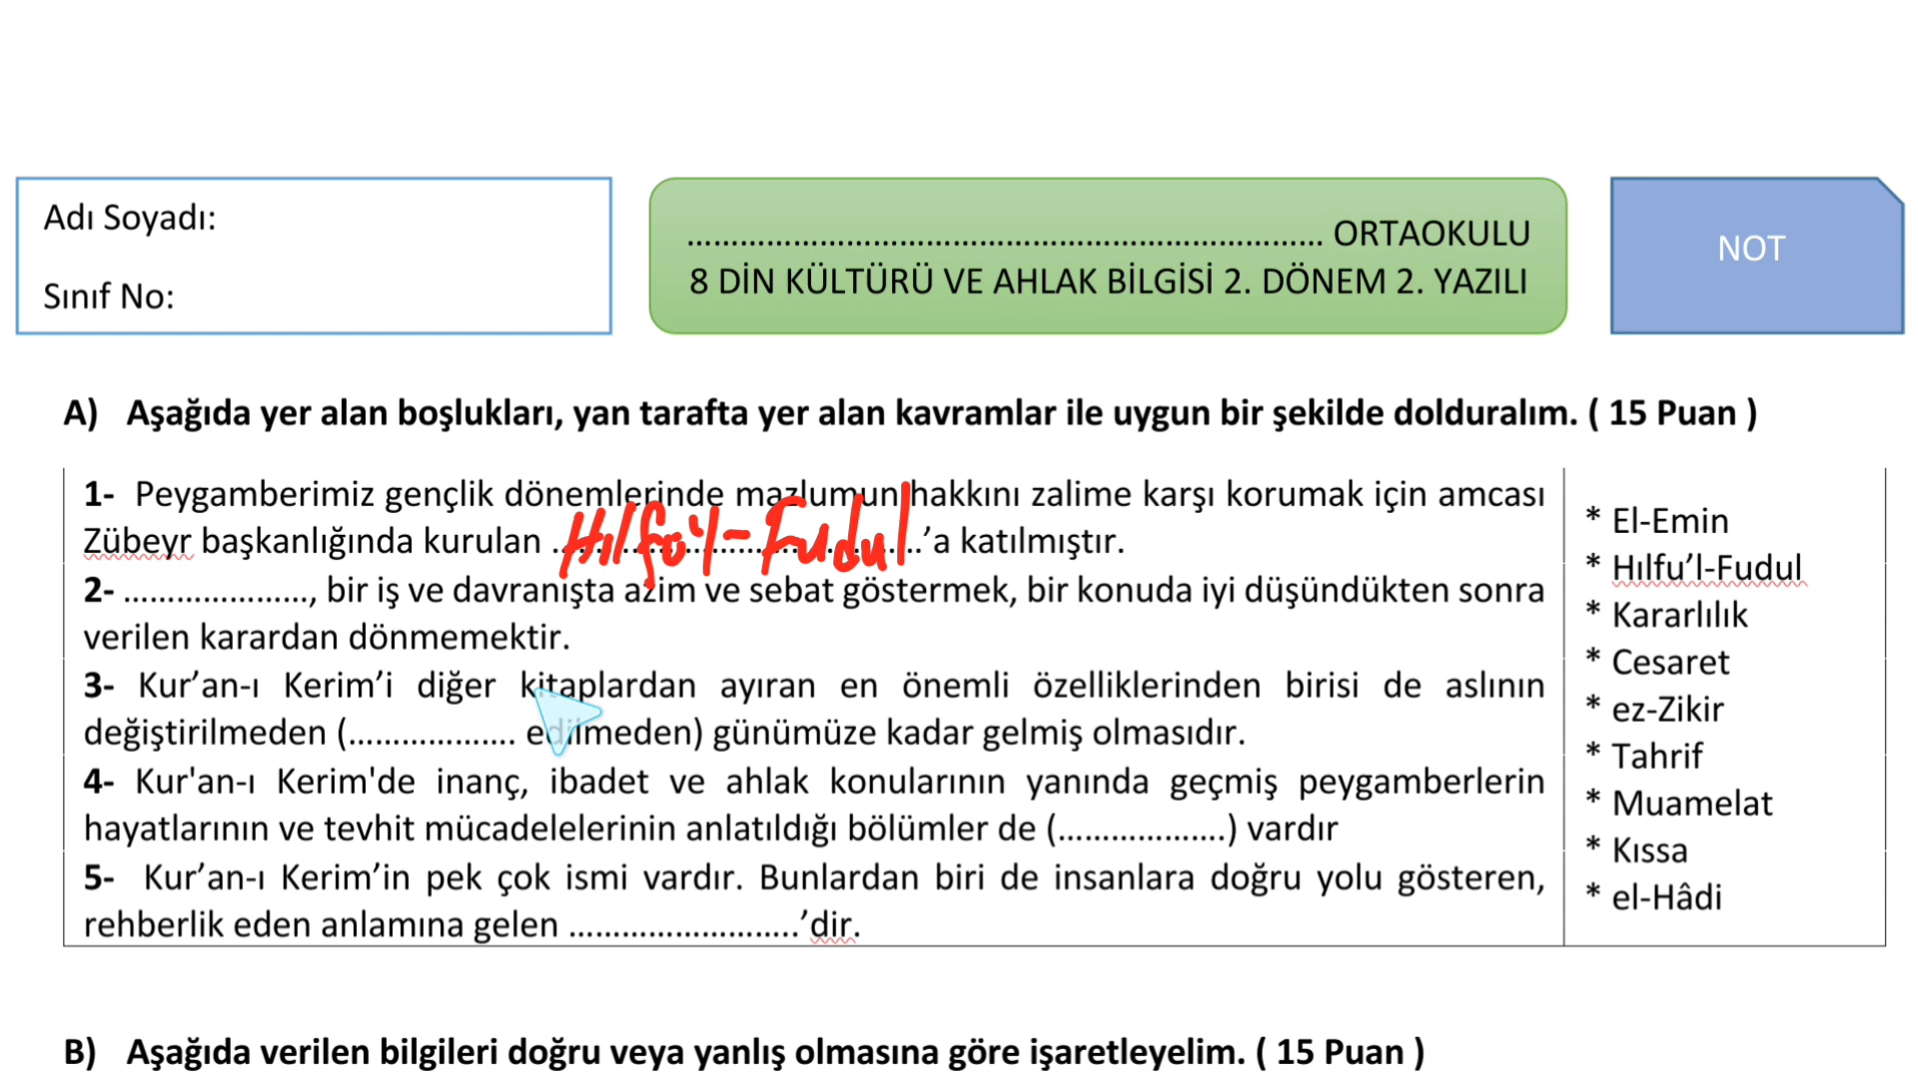 Adı Soyadı:
Sınıf No:
........................................................................ ORTAOKULU
8 DİN KÜLTÜRÜ VE AHLAK BİLGİSİ 2. DÖNEM 2. YAZILI
NOT
A) Aşağıda yer alan boşlukları, yan tarafta yer alan kavramlar ile uygun bir şekilde dolduralım. ( 15 Puan )
1- Peygamberimiz gençlik dönemlerinde mazlumun hakkını zalime karşı korumak için amcası
Zübeyr başkanlığında kurulan Hılfu'l-Fudul ’a katılmıştır.
2- ....................., bir iş ve davranışta azim ve sebat göstermek, bir konuda iyi düşündükten sonra
verilen karardan dönmemektir.
3- Kur’an-ı Kerim’i diğer kitaplardan ayıran en önemli özelliklerinden birisi de aslının
değiştirilmeden (................... edilmeden) günümüze kadar gelmiş olmasıdır.
4- Kur'an-ı Kerim'de inanç, ibadet ve ahlak konularının yanında geçmiş peygamberlerin
hayatlarının ve tevhit mücadelelerinin anlatıldığı bölümler de (...................) vardır
5- Kur’an-ı Kerim’in pek çok ismi vardır. Bunlardan biri de insanlara doğru yolu gösteren,
rehberlik eden anlamına gelen ..........................’dir.
* El-Emin
* Hılfu’l-Fudul
* Kararlılık
* Cesaret
* ez-Zikir
* Tahrif
* Muamelat
* Kıssa
* el-Hâdi
B) Aşağıda verilen bilgileri doğru veya yanlış olmasına göre işaretleyelim. ( 15 Puan )